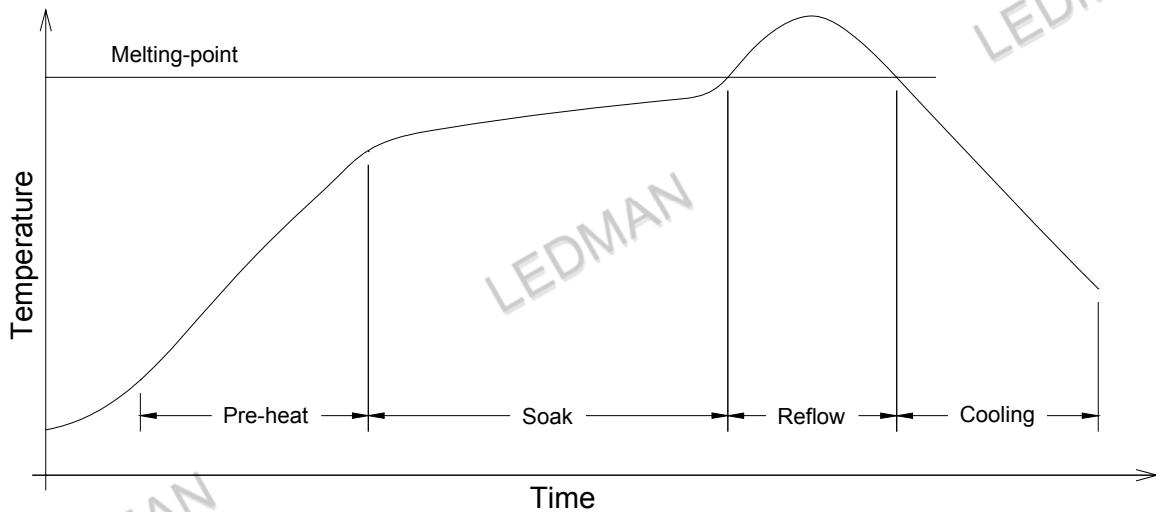 LEDMAN
Melting-point
Temperature
LEDMAN
Pre-heat
Soak
Reflow
Cooling
Time